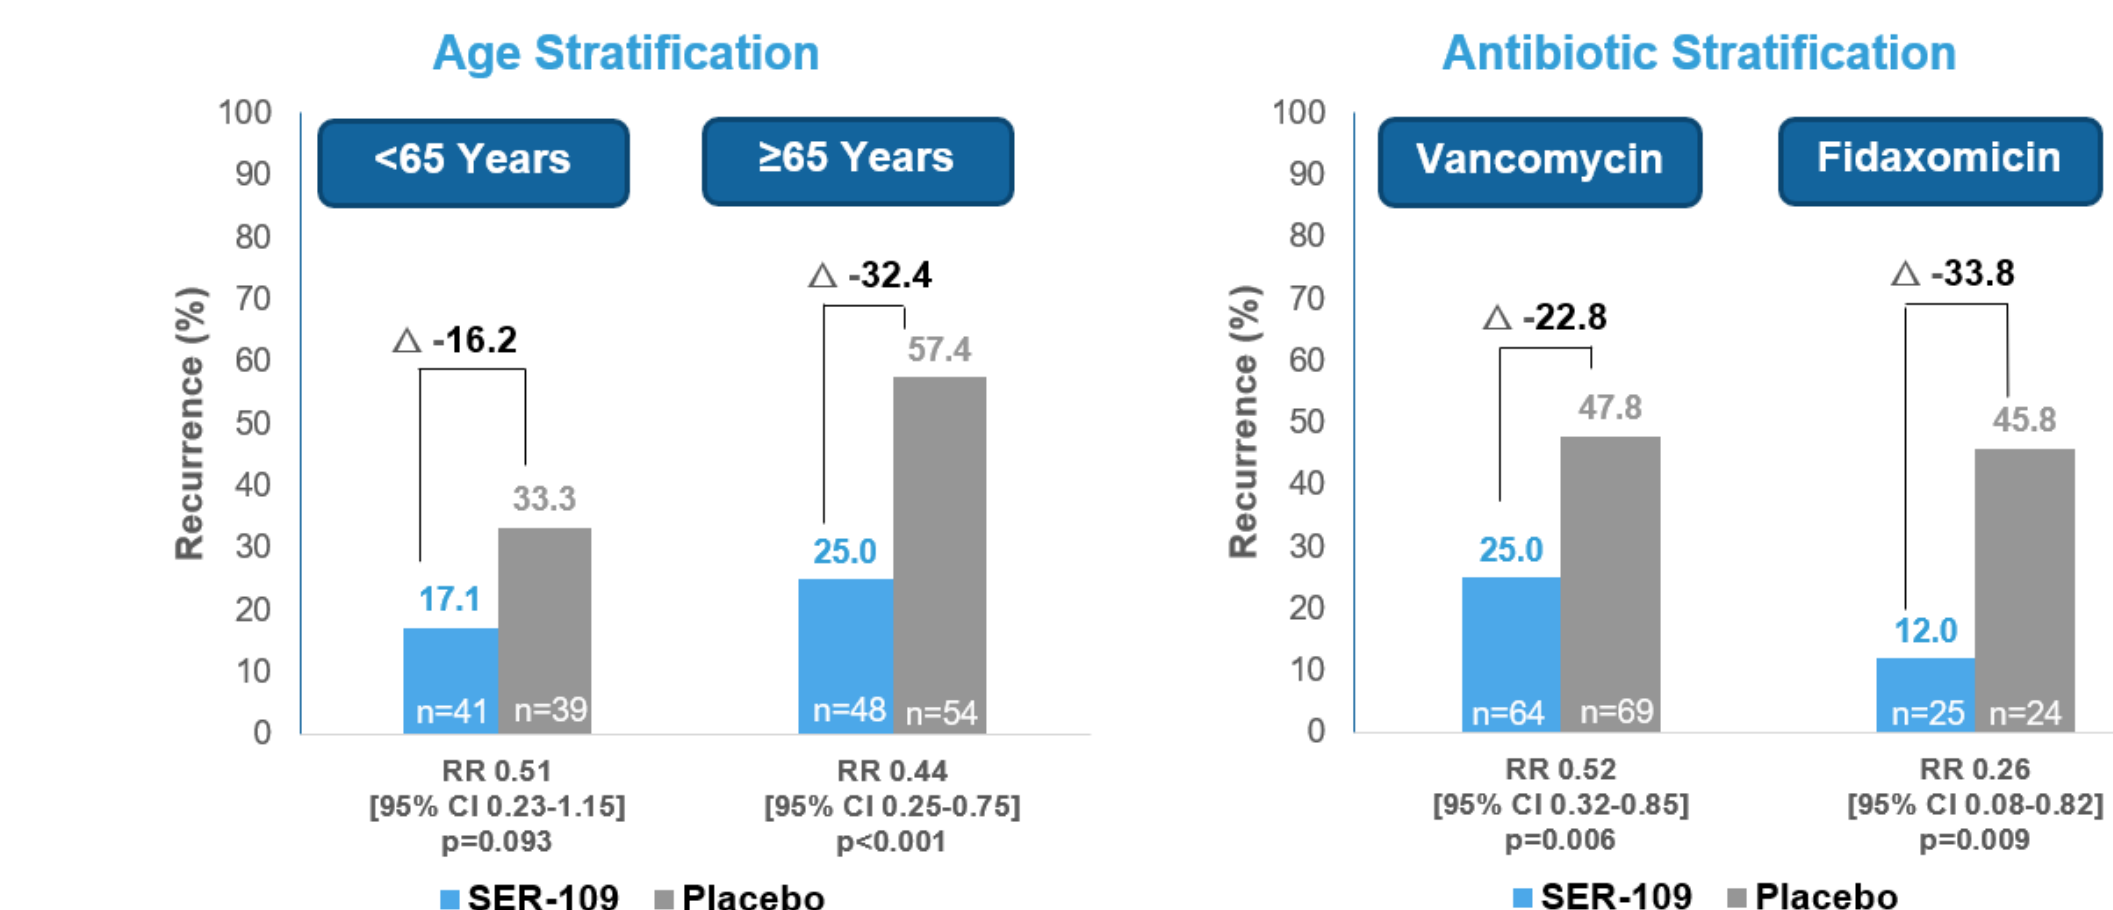 Age Stratification
100
90
80
70
60
50
40
30
20
10
0
Recurrence (%)
<65 Years
≥65 Years
△ -16.2
△ -32.4
17.1
33.3
25.0
57.4
n=41
n=39
n=48
n=54
RR 0.51
[95% CI 0.23-1.15]
p=0.093
RR 0.44
[95% CI 0.25-0.75]
p<0.001
SER-109
Placebo
Antibiotic Stratification
100
90
80
70
60
50
40
30
20
10
0
Recurrence (%)
Vancomycin
Fidaxomicin
△ -22.8
△ -33.8
25.0
47.8
12.0
45.8
n=64
n=69
n=25
n=24
RR 0.52
[95% CI 0.32-0.85]
p=0.006
RR 0.26
[95% CI 0.08-0.82]
p=0.009
SER-109
Placebo